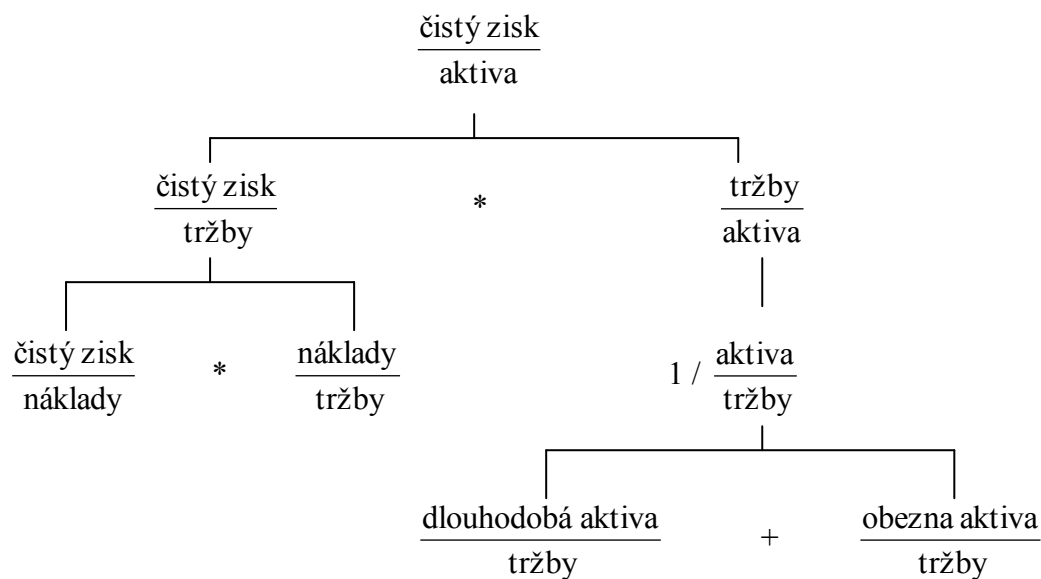 čistý zisk
aktiva
čistý zisk
tržby
*
tržby
aktiva
čistý zisk
náklady
*
náklady
tržby
1 /
aktiva
tržby
dlouhodobá aktiva
tržby
+
obezna aktiva
tržby